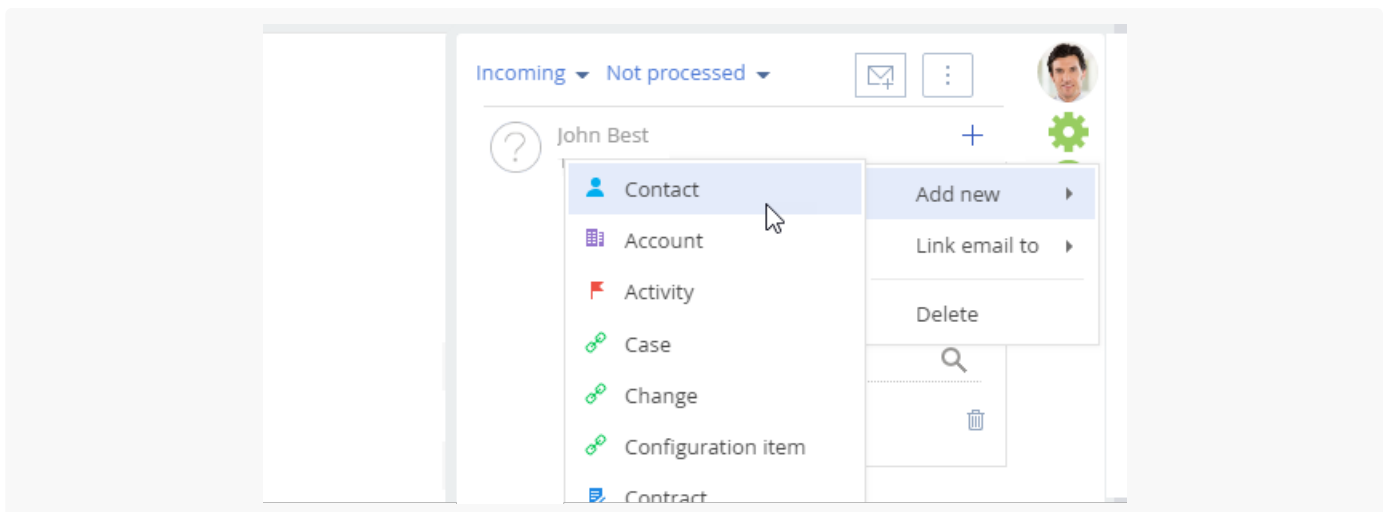 Incoming Not processed
John Best
Contact
Account
Activity
Case
Change
Configuration item
Contract
Add new
Link email to
Delete